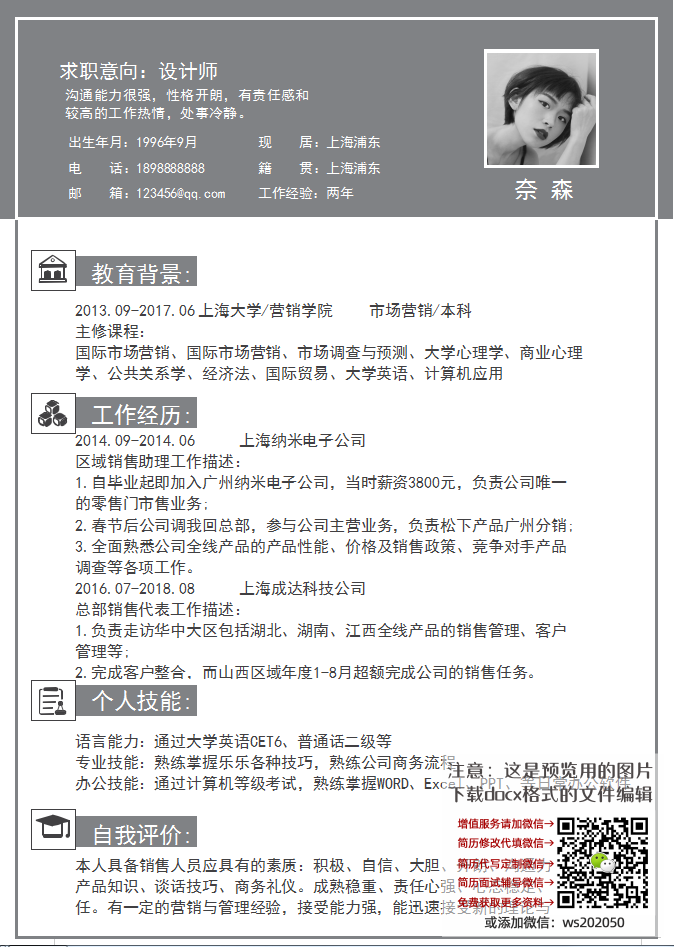 求职意向：设计师
沟通能力很强，性格开朗，有责任感和
较高的工作热情，处事冷静。
出生年月：1996年9月 现 居：上海浦东
电 话：1898888888 籍 贯：上海浦东
邮 箱：123456@qq.com 工作经验：两年
奈 森
教育背景：
2013.09-2017.06 上海大学/营销学院 市场营销/本科
主修课程：
国际市场营销、国际市场营销、市场调查与预测、大学心理学、商业心理
学、公共关系学、经济法、国际贸易、大学英语、计算机应用
工作经历：
2014.09-2014.06 上海纳米电子公司
区域销售助理工作描述：
1.自毕业起即加入广州纳米电子公司，当时薪资3800元，负责公司唯一
的零售门市售业务；
2.春节后公司调我回总部，参与公司主营业务，负责松下产品广州分销；
3.全面熟悉公司全线产品的产品性能、价格及销售政策、竞争对手产品
调查等各项工作。
2016.07-2018.08 上海成达科技公司
总部销售代表工作描述：
1.负责走访华中大区包括湖北、湖南、江西全线产品的销售管理、客户
管理等；
2.完成客户整合，而山西区域年度1-8月超额完成公司的销售任务。
个人技能：
语言能力：通过大学英语CET6、普通话二级等
专业技能：熟练掌握乐乐各种技巧，熟练公司商务流程
办公技能：通过计算机等级考试，熟练掌握WORD、Excel、PPT、等日常办公软件
注意：这是预览用的图片
下载docx格式的文件编辑
自我评价：
本人具备销售人员应具有的素质：积极、自信、大胆、
产品知识、谈话技巧、商务礼仪。成熟稳重、责任心强、心态稳定、
任。有一定的营销与管理经验，接受能力强，能迅速接受新的理论与
增值服务请加微信→
简历修改代填微信→
简历代写定制微信→
简历面试辅导微信→
免费获取更多资料→
或添加微信：ws202050